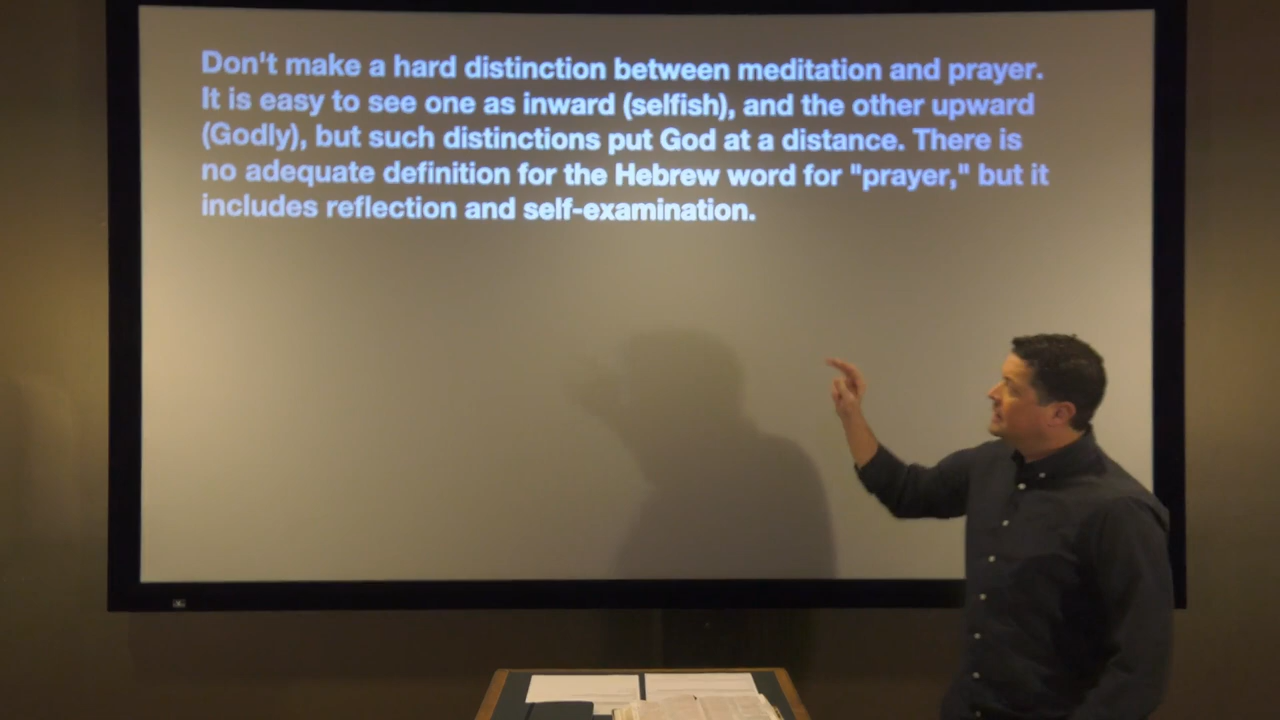 Don't make a hard distinction between meditation and prayer.
It is easy to see one as inward (selfish), and the other upward
(Godly), but such distinctions put God at a distance. There is
no adequate definition for the Hebrew word for "prayer," but it
includes reflection and self-examination.